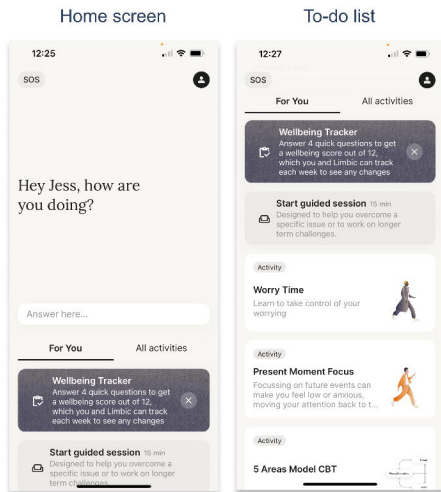 Home screen
12:25
SOS
Hey Jess, how are
you doing?
Answer here...
For You
All activities
Wellbeing Tracker
Answer 4 quick questions to get
a wellbeing score out of 12,
which you and Limbic can track
each week to see any changes
Start guided session 15 min
Designed to help you overcome a
specific issue or to work on longer
term challenges.
To-do list
12:27
SOS
For You
All activities
Wellbeing Tracker
Answer 4 quick questions to get
a wellbeing score out of 12,
which you and Limbic can track
each week to see any changes
Start guided session 15 min
Designed to help you overcome a
specific issue or to work on longer
term challenges.
Activity
Worry Time
Learn to take control of your
worrying
Activity
Present Moment Focus
Focussing on future events can
make you feel low or anxious,
moving your attention back to t...
Activity
5 Areas Model CBT